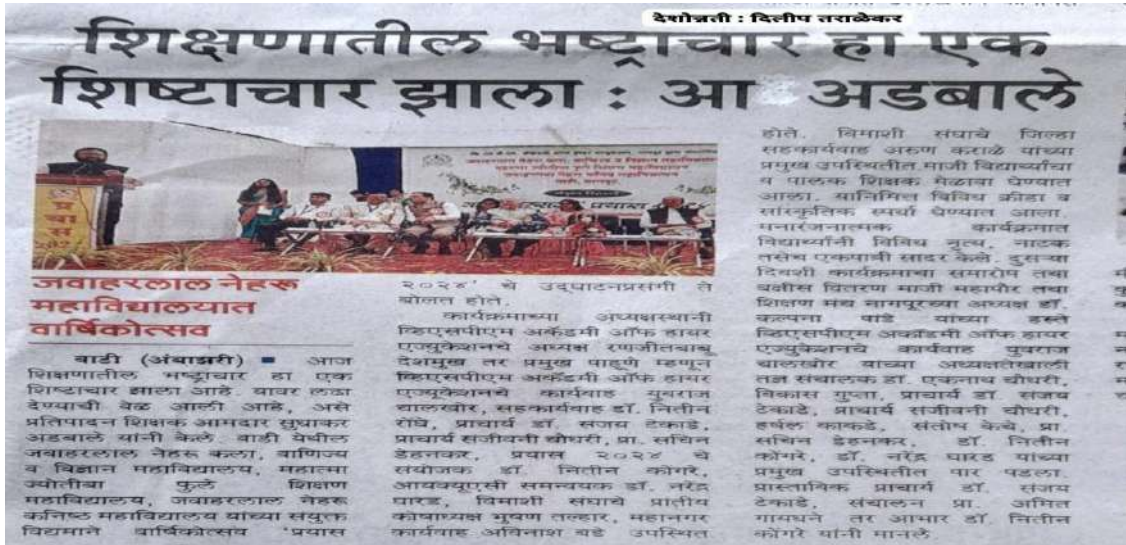 देशोन्नती : दिलीप तराळेकर
शिक्षणातील भ्रष्ट्राचार हा एक
शिष्टाचार झाला : आ अडबाले
प्रयास
जवाहरलाल नेहरू
महाविद्यालयात
वार्षिकोत्सव
वाडी (अंबाझरी) ■ आज
शिक्षणातील भ्रष्ट्राचार हा एक
शिष्टाचार झाला आहे. यावर लढा
देण्याची वेळ आली आहे, असे
प्रतिपादन शिक्षक आमदार सुधाकर
अडबाले यांनी केले. वाडी येथील
जवाहरलाल नेहरू कला, वाणिज्य
व विज्ञान महाविद्यालय, महात्मा
ज्योतीबा फुले शिक्षण
महाविद्यालय, जवाहरलाल नेहरू
कनिष्ठ महाविद्यालय यांच्या संयुक्त
विद्यमाने वार्षिकोत्सव 'प्रयास
२०२४' चे उद्घाटनप्रसंगी ते
बोलत होते.
कार्यक्रमाच्या अध्यक्षस्थानी
व्हिएसपीएम अकॅडमी ऑफ हायर
एज्युकेशनचे अध्यक्ष रणजीतबाबू
देशमुख तर प्रमुख पाहूणे म्हणून
व्हिएसपीएम अकॅडमी ऑफ हायर
एज्युकेशनचे कार्यवाह युवराज
चालखोर, सहकार्यवाह डॉ. नितीन
रोंघे, प्राचार्य डॉ. संजय टेकाडे,
प्राचार्य संजीवनी चौधरी, प्रा. सचिन
डेहनकर, प्रयास २०२४ चे
संयोजक डॉ. नितीन कोंगरे,
आयक्यूएसी समन्वयक डॉ. नरेंद्र
घारड, विमाशी संघाचे प्रांतीय
कोषाध्यक्ष भूषण तल्हार, महानगर
कार्यवाह अविनाश बडे उपस्थित
होते. विमाशी संघाचे जिल्हा
सहकार्यवाह अरुण कराळे यांच्या
प्रमुख उपस्थितीत माजी विद्यार्थ्यांचा
व पालक शिक्षक मेळावा घेण्यात
आला. यानिमित्त विविध क्रीडा व
सांस्कृतिक स्पर्धा घेण्यात आला.
मनोरंजनात्मक कार्यक्रमात
विद्यार्थ्यांनी विविध नृत्य, नाटक
तसेच एकपात्री सादर केले. दुसऱ्या
दिवशी कार्यक्रमाचा समारोप तथा
बक्षीस वितरण माजी महापौर तथा
शिक्षण मंच नागपूरच्या अध्यक्ष डॉ.
कल्पना पांडे यांच्या हस्ते
व्हिएसपीएम अकॅडमी ऑफ हायर
एज्युकेशनचे कार्यवाह युवराज
चालखोर यांच्या अध्यक्षतेखाली
तज्ञ संचालक डॉ. एकनाथ चौधरी,
विकास गुप्ता, प्राचार्य डॉ. संजय
टेकाडे, प्राचार्य संजीवनी चौधरी,
हर्षल काकडे, संतोष केचे, प्रा.
सचिन डेहनकर, डॉ. नितीन
कोंगरे, डॉ. नरेंद्र घारड यांच्या
प्रमुख उपस्थितीत पार पडला.
प्रास्ताविक प्राचार्य डॉ. संजय
टेकाडे, संचालन प्रा. अमित
गायधने तर आभार डॉ. नितीन
कोंगरे यांनी मानले.